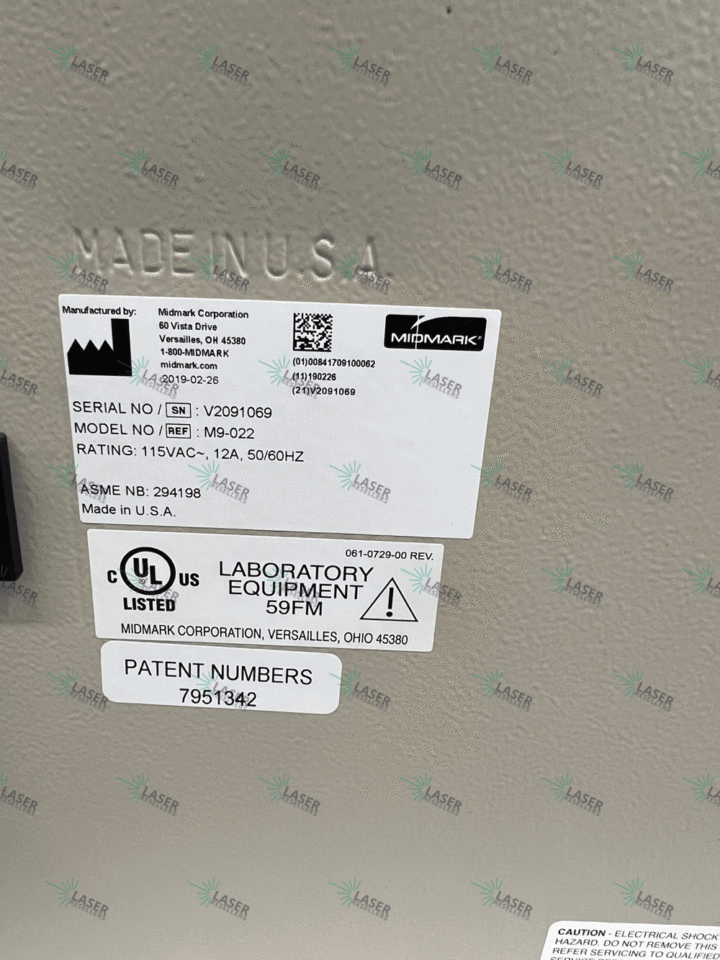 MADE IN U.S.A.
Manufactured by:
Midmark Corporation
60 Vista Drive
Versailles, OH 45380
1-800-MIDMARK
midmark.com
2019-02-26
(01)00841709100062
(11)190226
(21)V2091069
MIDMARK
SERIAL NO / SN : V2091069
MODEL NO / REF : M9-022
RATING: 115VAC~, 12A, 50/60HZ
ASME NB: 294198
Made in U.S.A.
061-0729-00 REV.
C UL US
LISTED
LABORATORY
EQUIPMENT
59FM
MIDMARK CORPORATION, VERSAILLES, OHIO 45380
PATENT NUMBERS
7951342
CAUTION - ELECTRICAL SHOCK
HAZARD. DO NOT REMOVE THIS
REFER SERVICING TO QUALIFIED
LASER